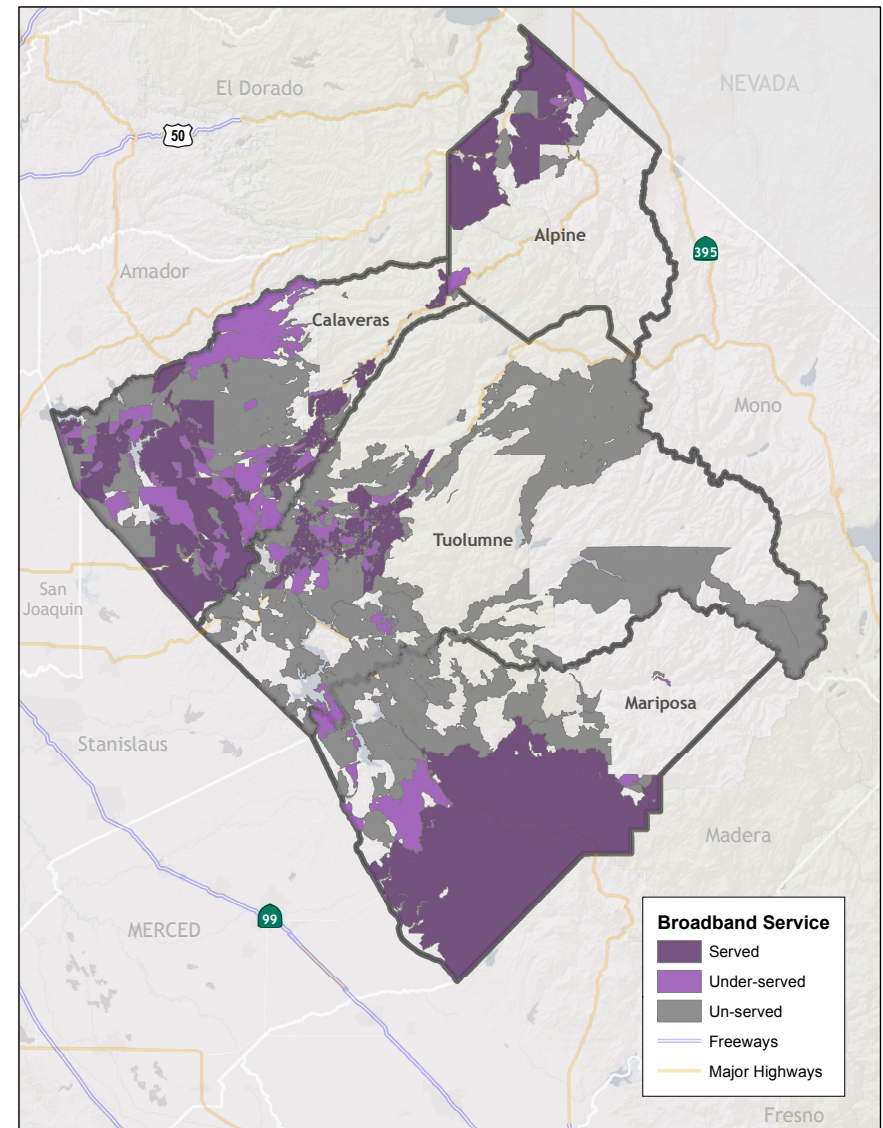 El Dorado
NEVADA
50
Alpine
395
Amador
Calaveras
Mono
Tuolumne
San
Joaquin
Mariposa
Stanislaus
Madera
99
MERCED
Broadband Service
Served
Under-served
Un-served
Freeways
Major Highways
Fresno